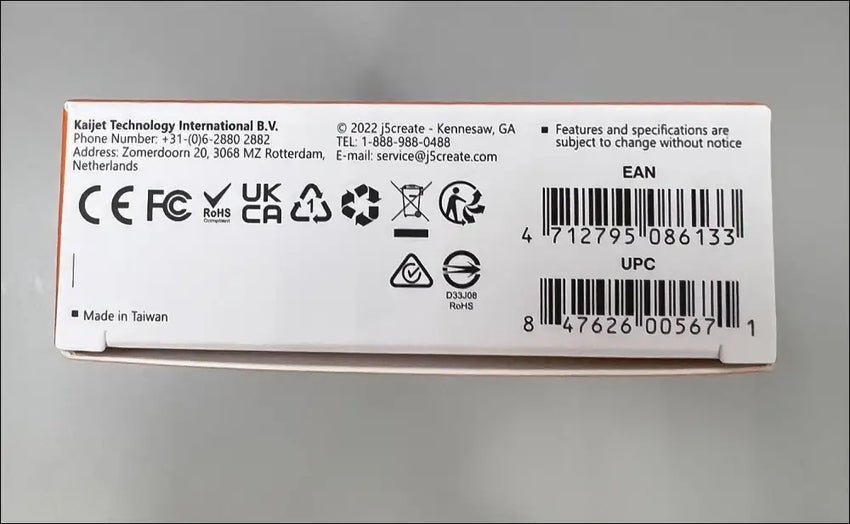 Kaijet Technology International B.V.
Phone Number: +31-(0)6-2880 2882
Address: Zomerdoorn 20, 3068 MZ Rotterdam,
Netherlands
© 2022 j5create - Kennesaw, GA
TEL: 1-888-988-0488
E-mail: service@j5create.com
■ Features and specifications are
subject to change without notice
CE FC
RoHS
Compliant
UK
CA
1
D33J08
RoHS
EAN
4 712795 086133
UPC
8 47626 00567 1
■ Made in Taiwan